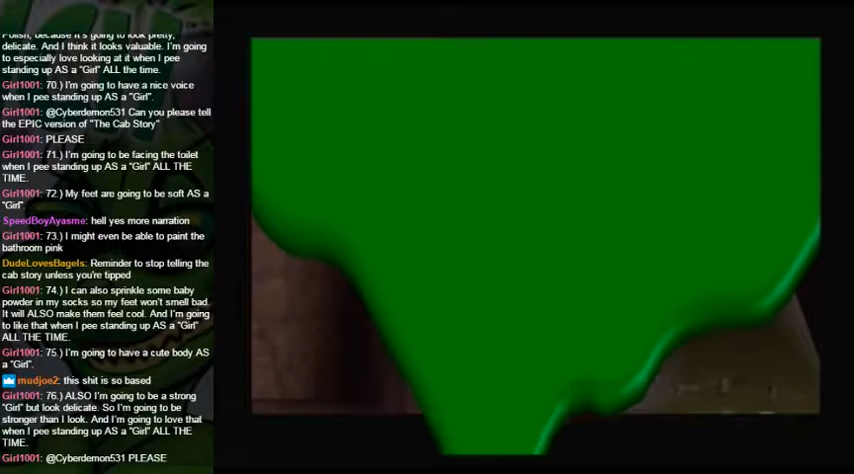 Polish, because it's going to look pretty,
delicate. And I think it looks valuable. I'm going
to especially love looking at it when I pee
standing up AS a "Girl" ALL the time.
Girl1001: 70.) I'm going to have a nice voice
when I pee standing up AS a "Girl".
Girl1001: @Cyberdemon531 Can you please tell
the EPIC version of "The Cab Story"
Girl1001: PLEASE
Girl1001: 71.) I'm going to be facing the toilet
when I pee standing up AS a "Girl" ALL THE
TIME.
Girl1001: 72.) My feet are going to be soft AS a
"Girl".
SpeedBoyAyasme: hell yes more narration
Girl1001: 73.) I might even be able to paint the
bathroom pink
DudeLovesBagels: Reminder to stop telling the
cab story unless you're tipped
Girl1001: 74.) I can also sprinkle some baby
powder in my socks so my feet won't smell bad.
It will ALSO make them feel cool. And I'm going
to like that when I pee standing up AS a "Girl"
ALL THE TIME.
Girl1001: 75.) I'm going to have a cute body AS
a "Girl".
mudjoe2: this shit is so based
Girl1001: 76.) ALSO I'm going to be a strong
"Girl" but look delicate. So I'm going to be
stronger than I look. And I'm going to love that
when I pee standing up AS a "Girl" ALL THE
TIME.
Girl1001: @Cyberdemon531 PLEASE